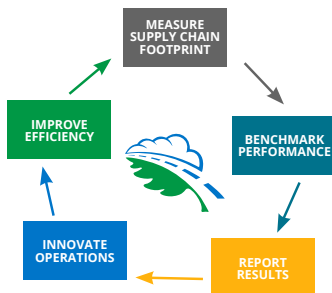 MEASURE
SUPPLY CHAIN
FOOTPRINT
BENCHMARK
PERFORMANCE
REPORT
RESULTS
INNOVATE
OPERATIONS
IMPROVE
EFFICIENCY